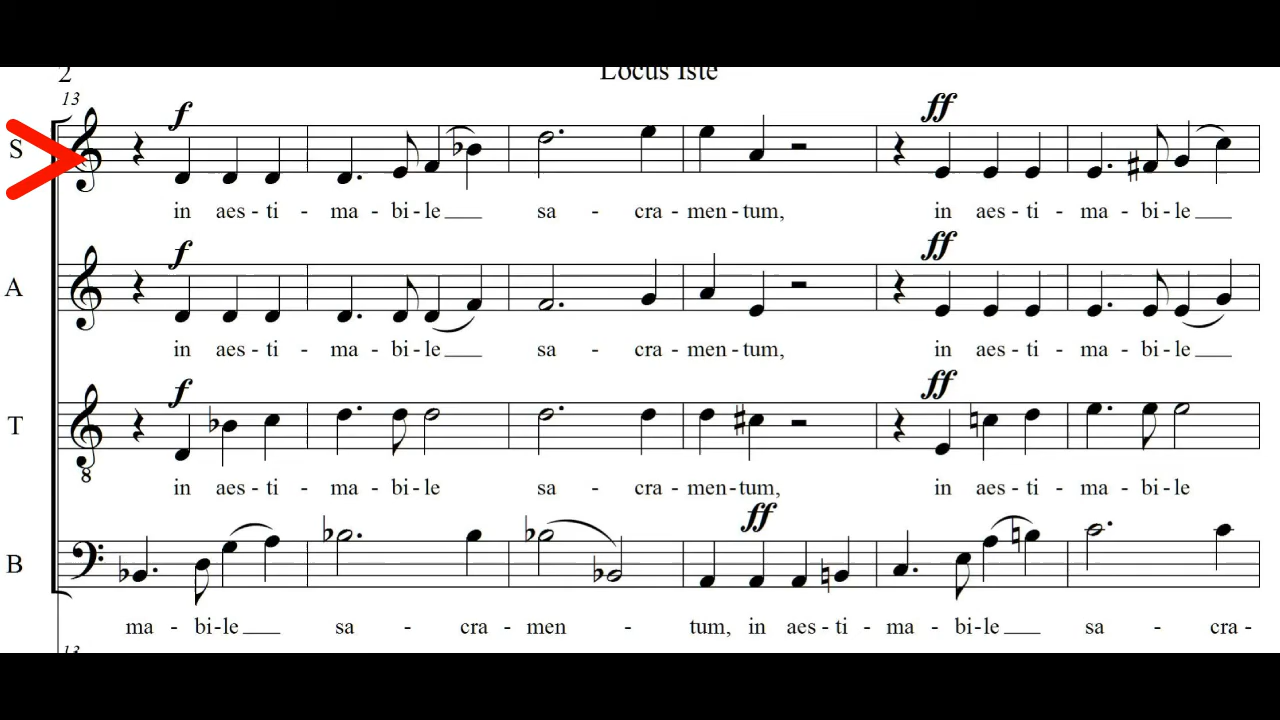 2 Locus Iste
13
S
f ff
in aes - ti - ma - bi - le sa - cra - men - tum, in aes - ti - ma - bi - le
A
f ff
in aes - ti - ma - bi - le sa - cra - men - tum, in aes - ti - ma - bi - le
T
f ff
8
in aes - ti - ma - bi - le sa - cra - men - tum, in aes - ti - ma - bi - le
ff
B
ma - bi - le sa - cra - men - tum, in aes - ti - ma - bi - le sa - cra -
13